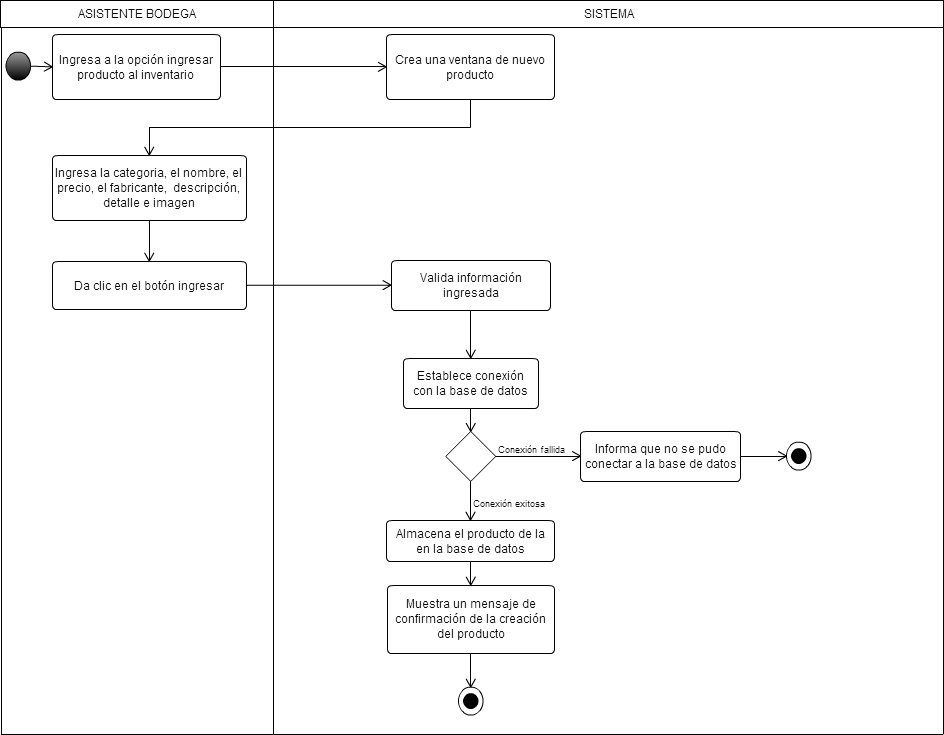 ASISTENTE BODEGA
SISTEMA
Ingresa a la opción ingresar
producto al inventario
Crea una ventana de nuevo
producto
Ingresa la categoria, el nombre, el
precio, el fabricante, descripción,
detalle e imagen
Da clic en el botón ingresar
Valida información
ingresada
Establece conexión
con la base de datos
Conexión fallida
Informa que no se pudo
conectar a la base de datos
Conexión exitosa
Almacena el producto de la
en la base de datos
Muestra un mensaje de
confirmación de la creación
del producto